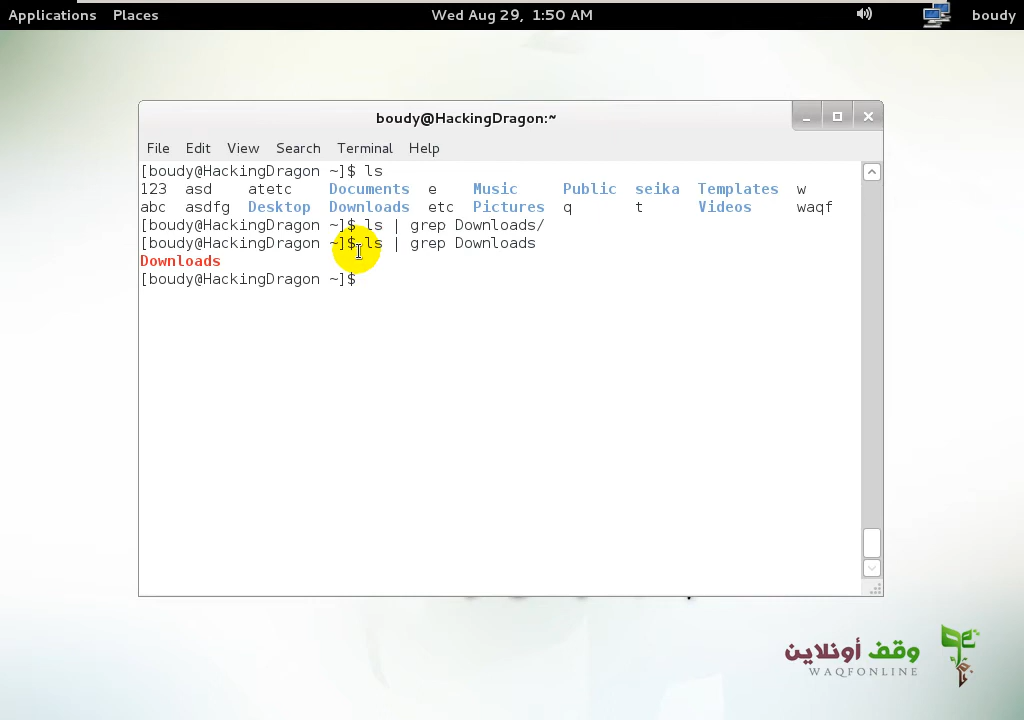 Applications Places Wed Aug 29, 1:50 AM boudy
boudy@HackingDragon:~
File Edit View Search Terminal Help
[boudy@HackingDragon ~]$ ls
123 asd atetc Documents e Music Public seika Templates w
abc asdfg Desktop Downloads etc Pictures q t Videos waqf
[boudy@HackingDragon ~]$ ls | grep Downloads/
[boudy@HackingDragon ~]$ ls | grep Downloads
Downloads
[boudy@HackingDragon ~]$
وقف أونلاين
WAQFONLINE